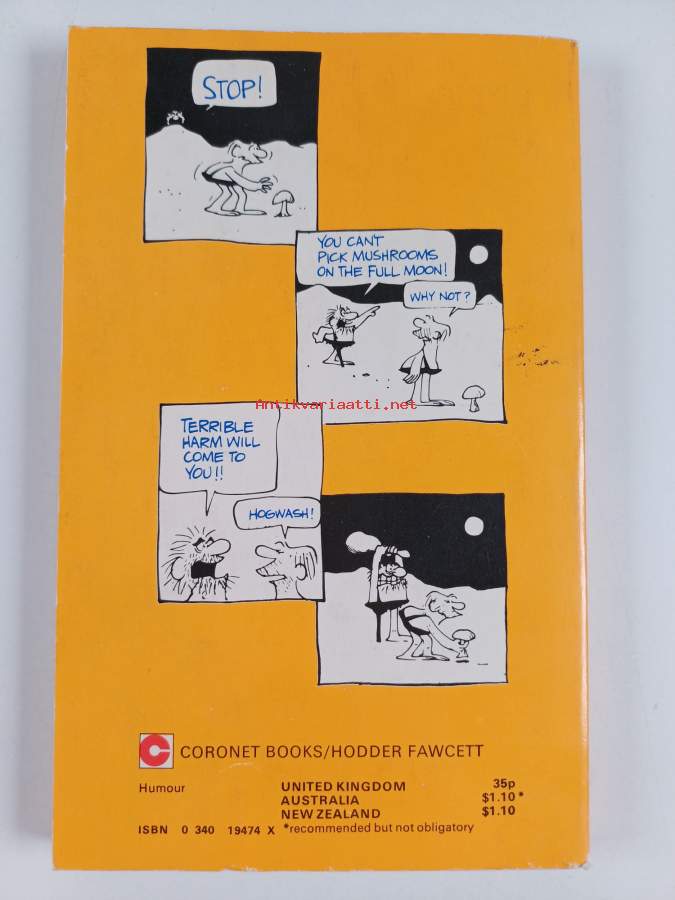 STOP!
YOU CAN'T
PICK MUSHROOMS
ON THE FULL MOON!
WHY NOT?
Antikvariaatti.net
TERRIBLE
HARM WILL
COME TO
YOU!!
HOGWASH!
CORONET BOOKS/HODDER FAWCETT
Humour UNITED KINGDOM 35p
AUSTRALIA $1.10*
NEW ZEALAND $1.10
ISBN 0 340 19474 X *recommended but not obligatory